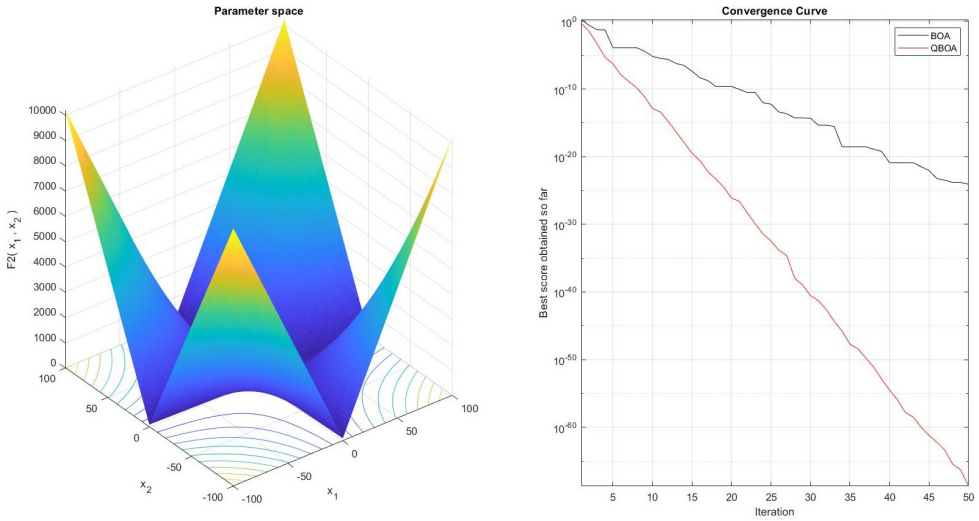 Parameter space
10000
9000
8000
7000
6000
5000
4000
3000
2000
1000
0
F2( x₁ , x₂ )
100
50
0
-50
-100
x₂
-100
-50
0
50
100
x₁
Convergence Curve
BOA
QBOA
10⁰
10⁻¹⁰
10⁻²⁰
10⁻³⁰
10⁻⁴⁰
10⁻⁵⁰
10⁻⁶⁰
Best score obtained so far
5 10 15 20 25 30 35 40 45 50
Iteration